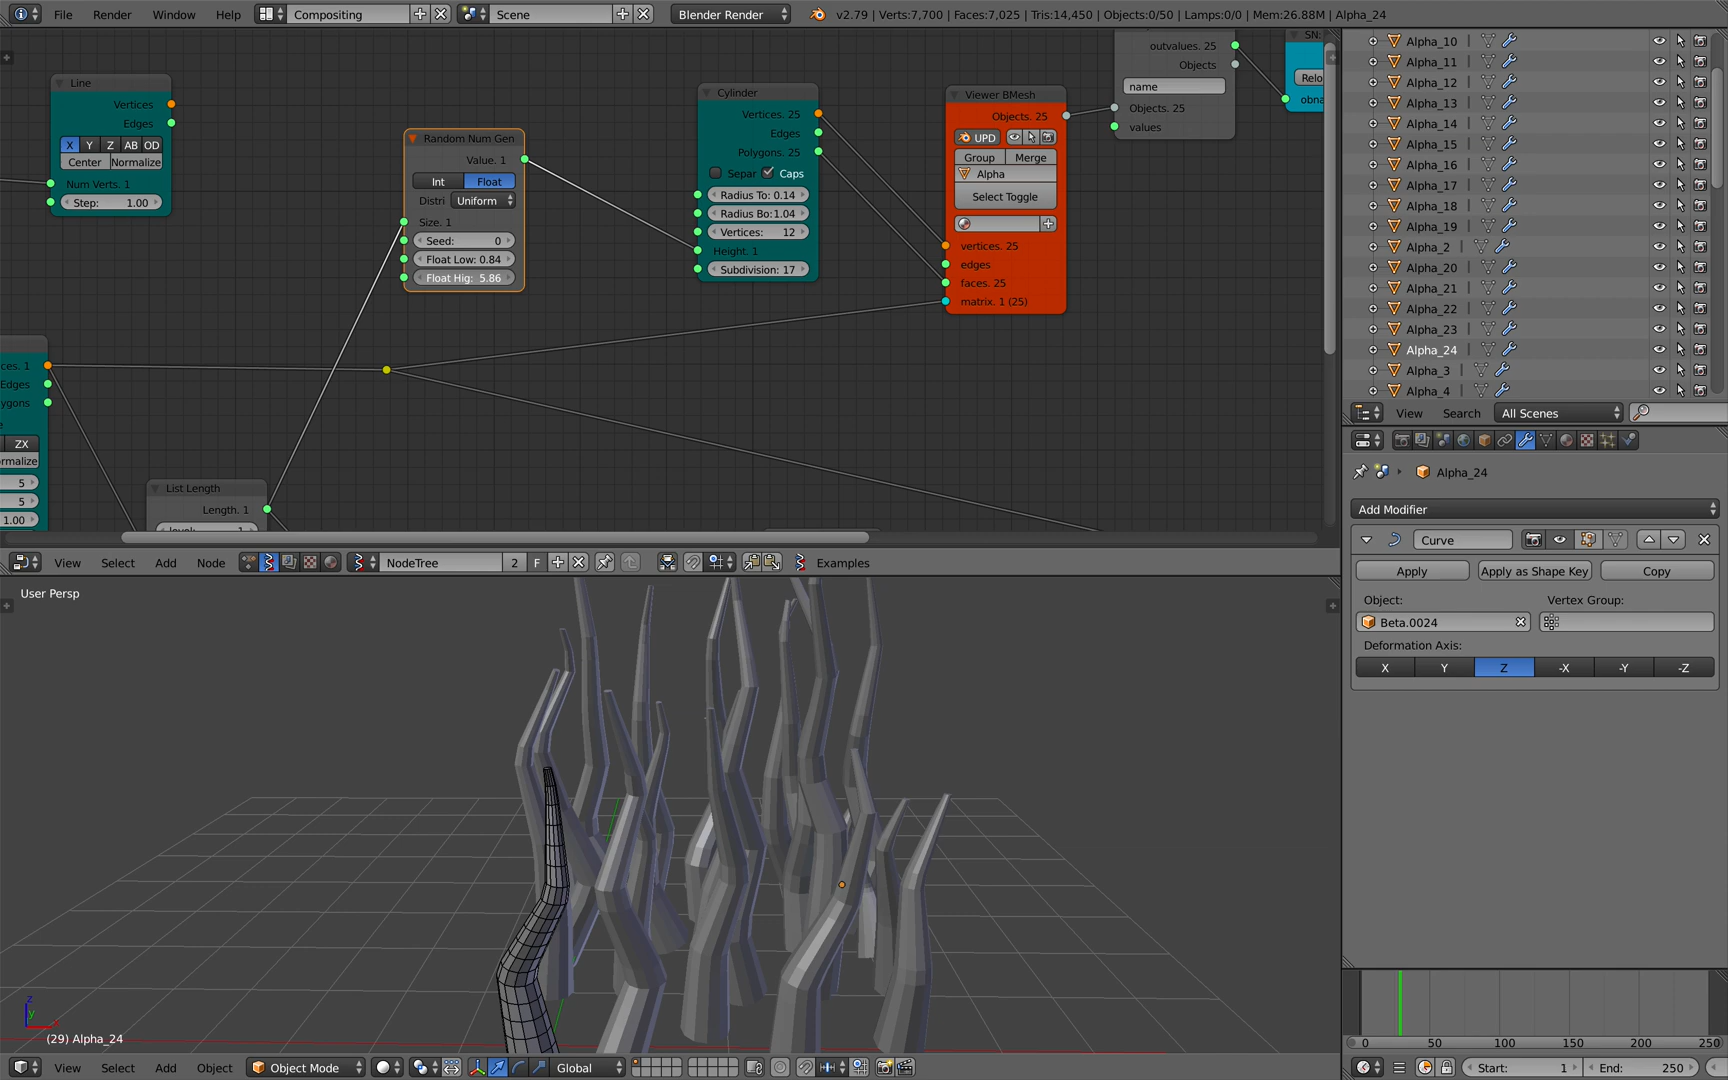 File Render Window Help Compositing Scene Blender Render v2.79 | Verts:7,700 | Faces:7,025 | Tris:14,450 | Objects:0/50 | Lamps:0/0 | Mem:26.88M | Alpha_24
Line
Vertices
Edges
X Y Z AB OD
Center Normalize
Num Verts. 1
Step: 1.00
Random Num Gen
Value. 1
Int Float
Distri Uniform
Size. 1
Seed: 0
Float Low: 0.84
Float Hig: 5.86
Cylinder
Vertices. 25
Edges
Polygons. 25
Separ Caps
Radius To: 0.14
Radius Bo: 1.04
Vertices: 12
Height. 1
Subdivision: 17
Viewer BMesh
Objects. 25
UPD
Group Merge
Alpha
Select Toggle
vertices. 25
edges
faces. 25
matrix. 1 (25)
outvalues. 25
Objects
name
Objects. 25
values
SN:
Relo
obna
ces. 1
Edges
ygons
e
ZX
ormalize
5
5
1.00
List Length
Length. 1
level: 1
View Select Add Node NodeTree 2 F Examples
User Persp
z
y
(29) Alpha_24
View Select Add Object Object Mode Global
Alpha_10
Alpha_11
Alpha_12
Alpha_13
Alpha_14
Alpha_15
Alpha_16
Alpha_17
Alpha_18
Alpha_19
Alpha_2
Alpha_20
Alpha_21
Alpha_22
Alpha_23
Alpha_24
Alpha_3
Alpha_4
View Search All Scenes
Alpha_24
Add Modifier
Curve
Apply Apply as Shape Key Copy
Object: Vertex Group:
Beta.0024
Deformation Axis:
X Y Z -X -Y -Z
0 50 100 150 200 250
Start: 1 End: 250